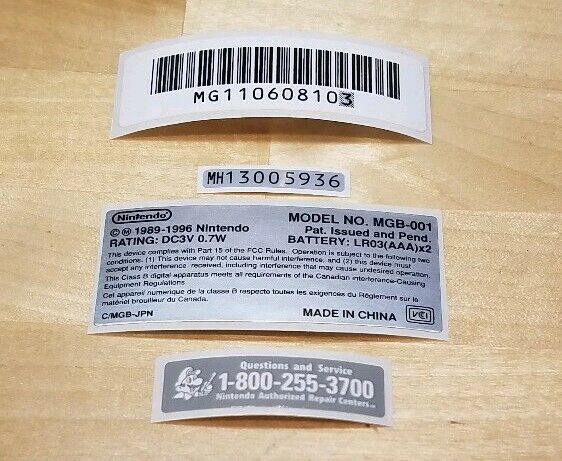 MG110608103
MH13005936
Nintendo
©Ⓜ 1989-1996 Nintendo
RATING: DC3V 0.7W
MODEL NO. MGB-001
Pat. Issued and Pend.
BATTERY: LR03(AAA)x2
This device complies with Part 15 of the FCC Rules. Operation is subject to the following two
conditions: (1) This device may not cause harmful interference, and (2) this device must
accept any interference received, including interference that may cause undesired operation.
This Class B digital apparatus meets all requirements of the Canadian Interference-Causing
Equipment Regulations.
Cet appareil numerique de la classe B respecte toutes les exigences du Règlement sur le
matériel brouilleur du Canada.
C/MGB-JPN
MADE IN CHINA
VCI
Questions and Service
1-800-255-3700
Nintendo Authorized Repair Centers